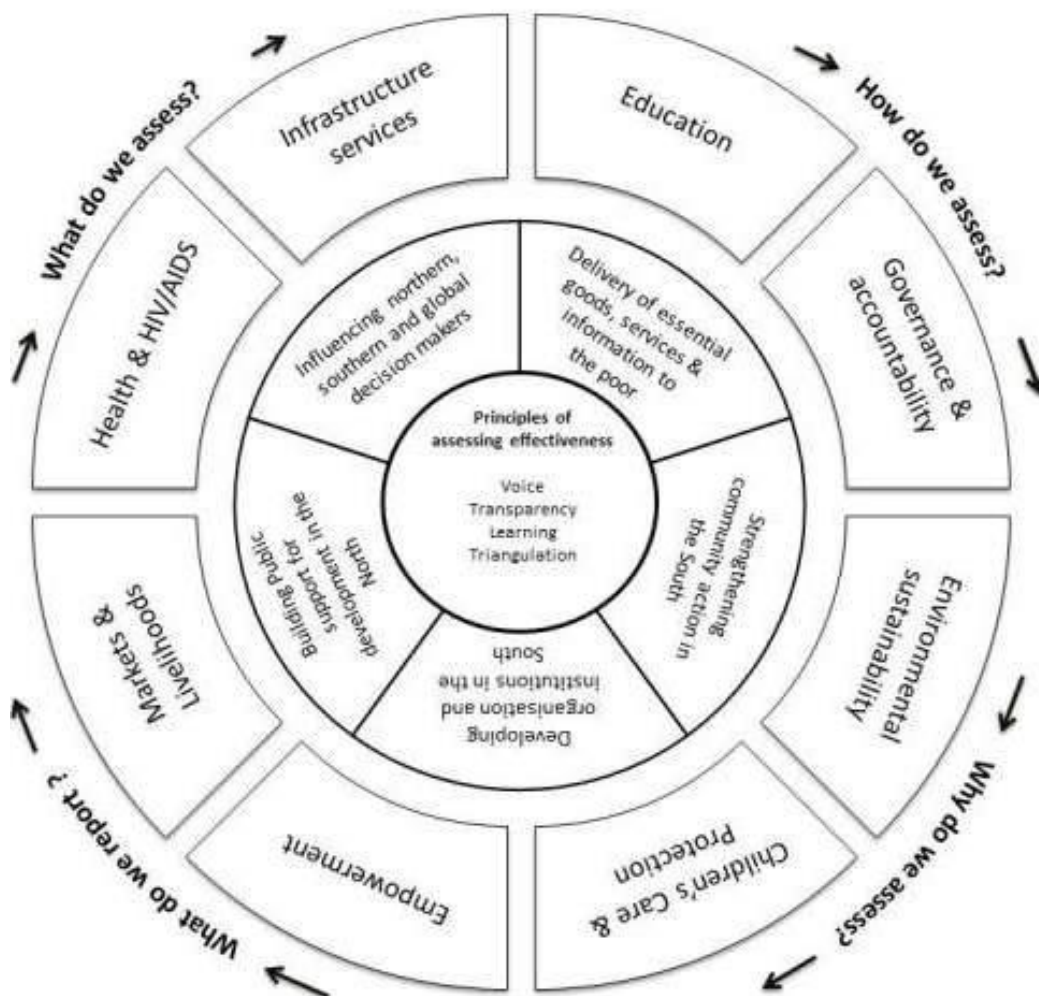 What do we assess?
How do we assess?
Why do we assess?
What do we report ?
Infrastructure
services
Education
Governance &
accountability
Environmental
sustainability
Children's Care &
Protection
Empowerment
Markets &
Livelihoods
Health & HIV/AIDS
Influencing northern,
southern and global
decision makers
Delivery of essential
goods, services &
information to
the poor
Strengthening
community action in
the South
Developing
organisation and
institutions in the
South
Building Public
support for
development in the
North
Principles of
assessing effectiveness
Voice
Transparency
Learning
Triangulation